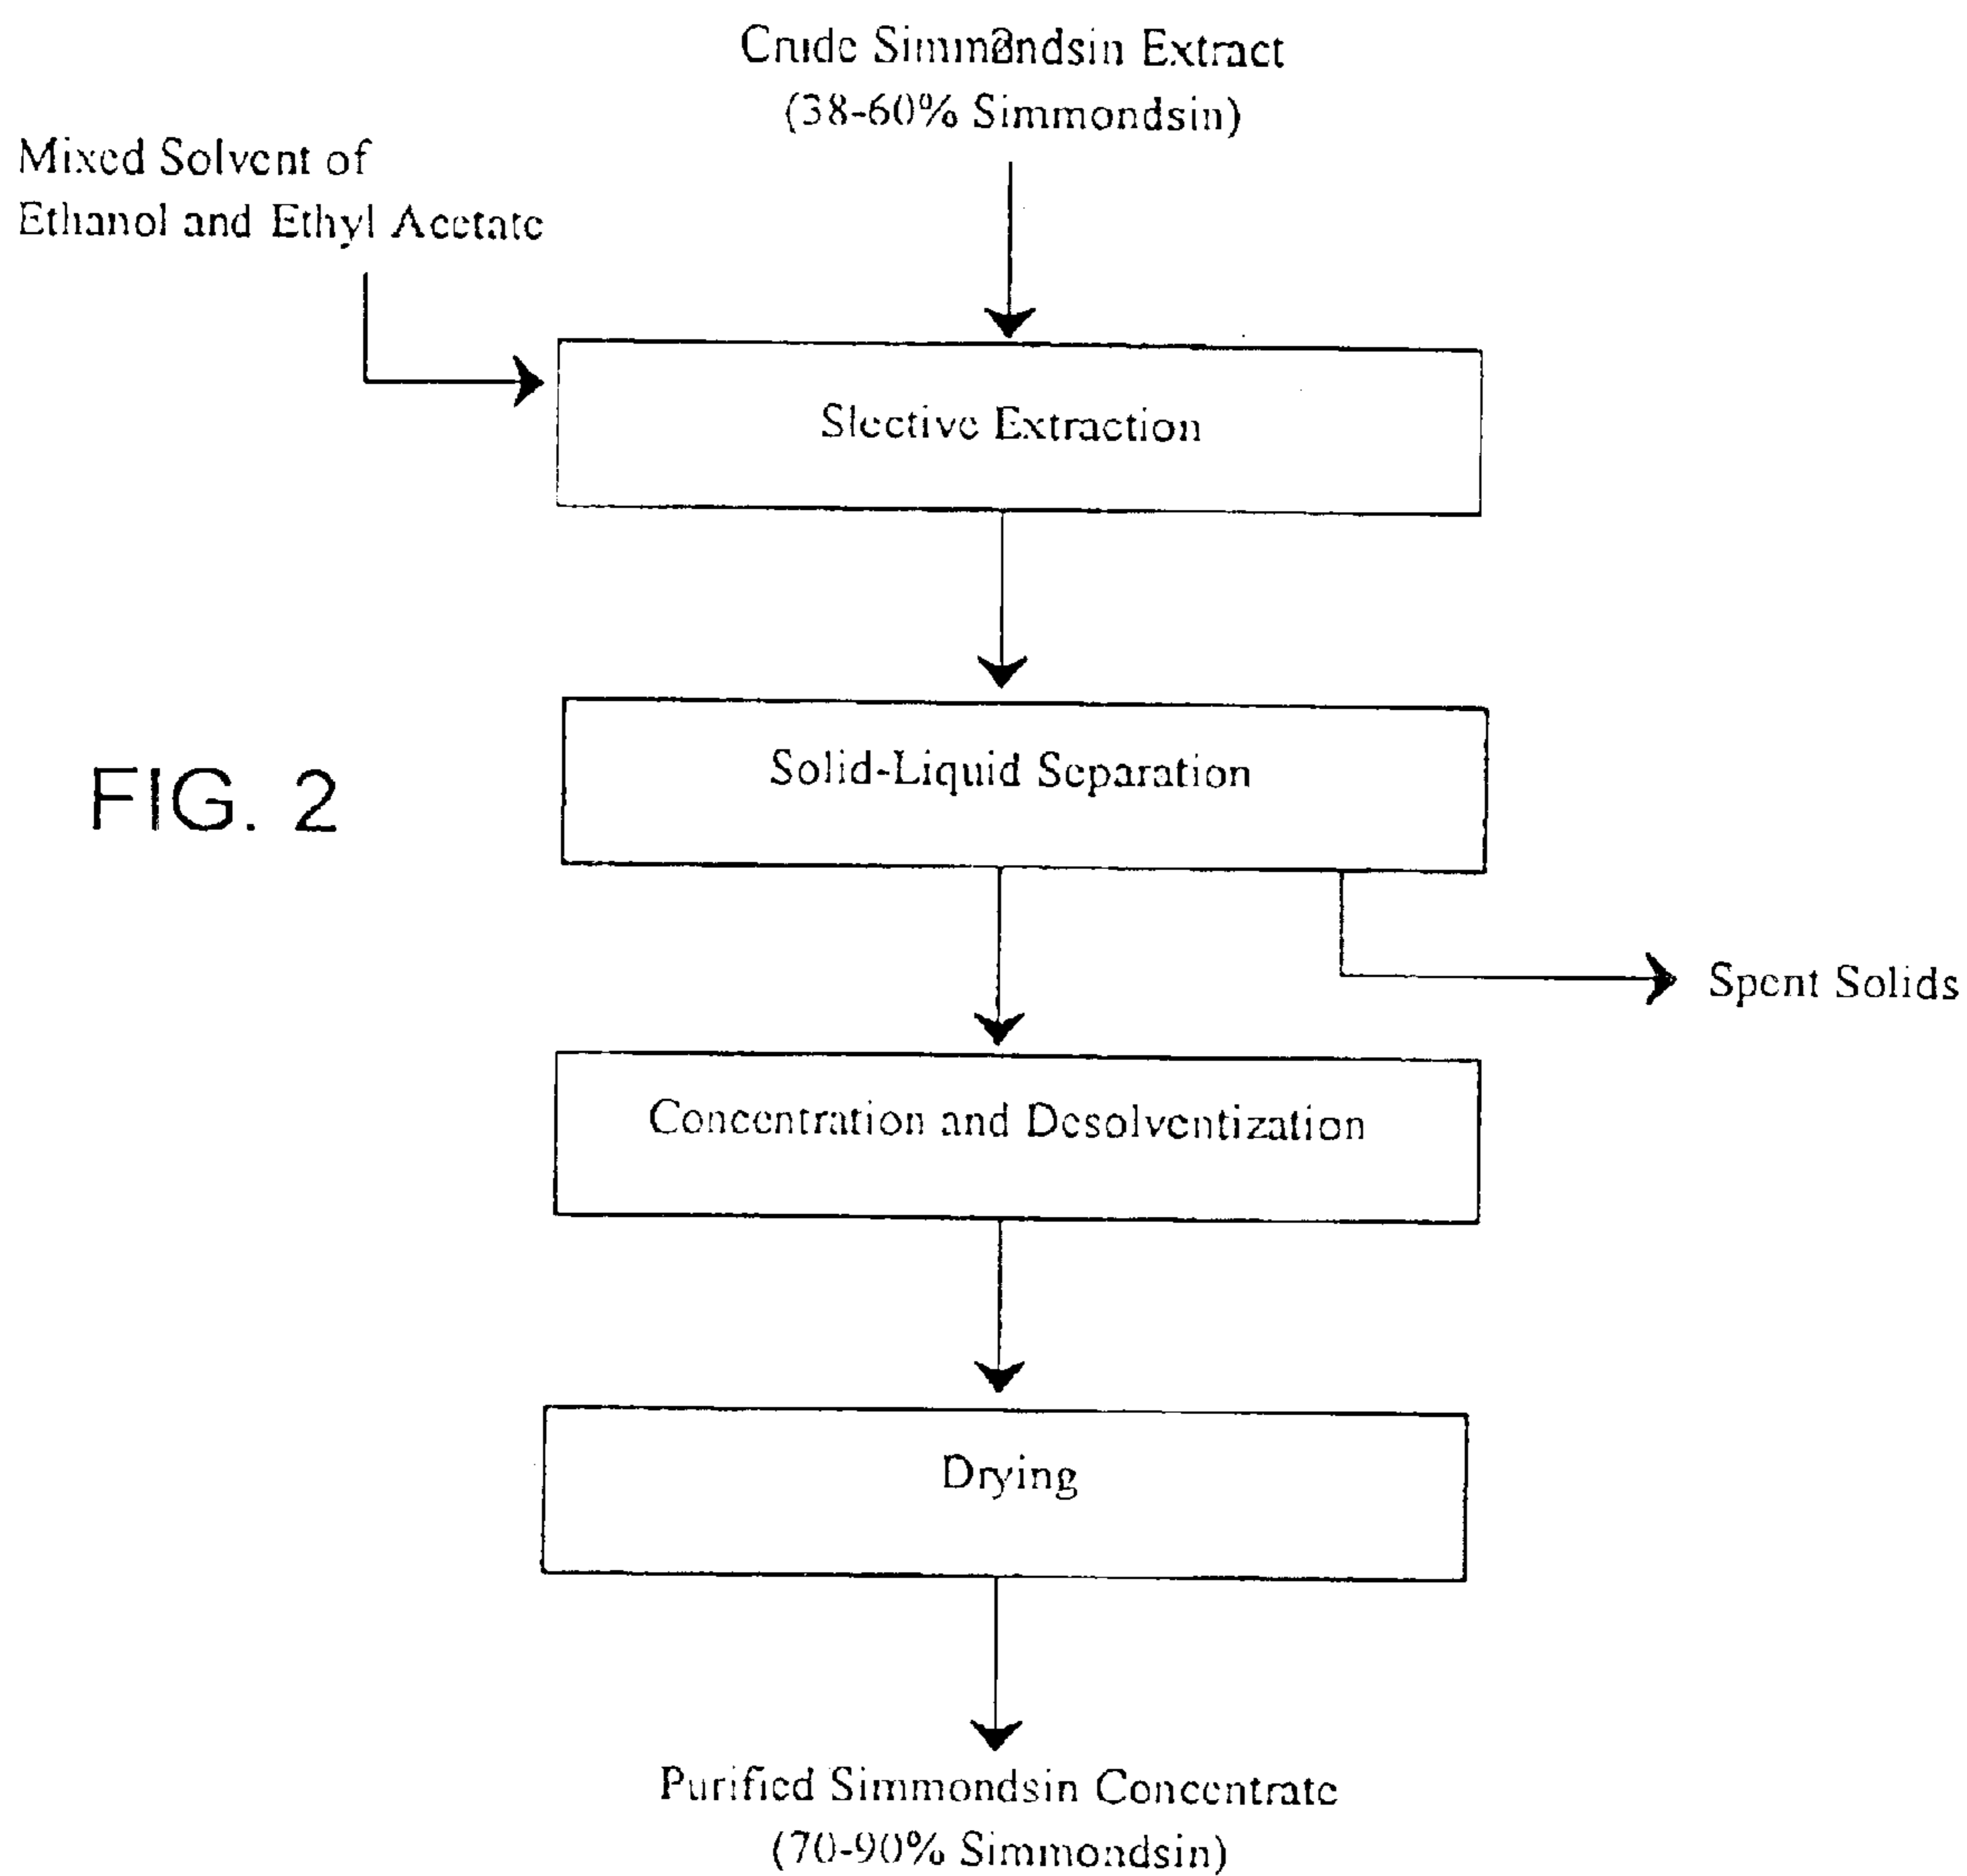 Crude Simmondsin Extract
(38-60% Simmondsin)
Mixed Solvent of
Ethanol and Ethyl Acetate
Slective Extraction
Solid-Liquid Separation
FIG. 2
Spent Solids
Concentration and Desolventization
Drying
Purified Simmondsin Concentrate
(70-90% Simmondsin)